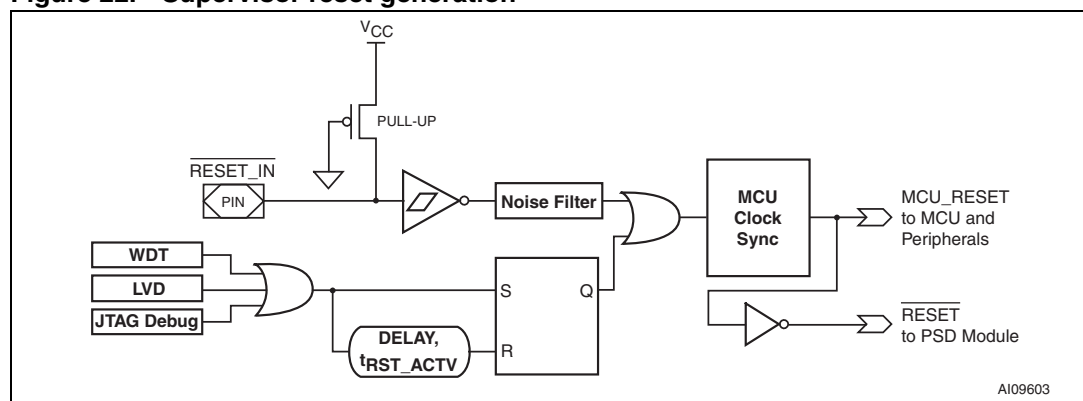 Figure 22. Supervisor reset generation
VCC
PULL-UP
RESET_IN
PIN
Noise Filter
MCU
Clock
Sync
MCU_RESET
to MCU and
Peripherals
WDT
LVD
JTAG Debug
S
Q
R
DELAY,
tRST_ACTV
RESET
to PSD Module
AI09603